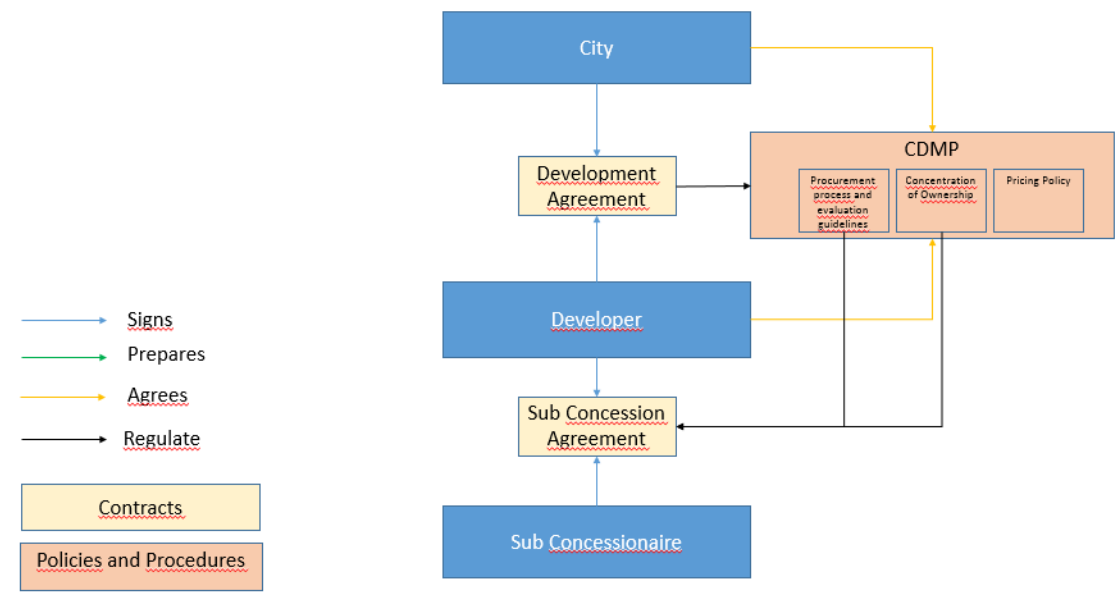 City
CDMP
Development
Agreement
Procurement
process and
evaluation
guidelines
Concentration
of Ownership
Pricing Policy
Developer
Signs
Prepares
Agrees
Regulate
Sub Concession
Agreement
Contracts
Sub Concessionaire
Policies and Procedures